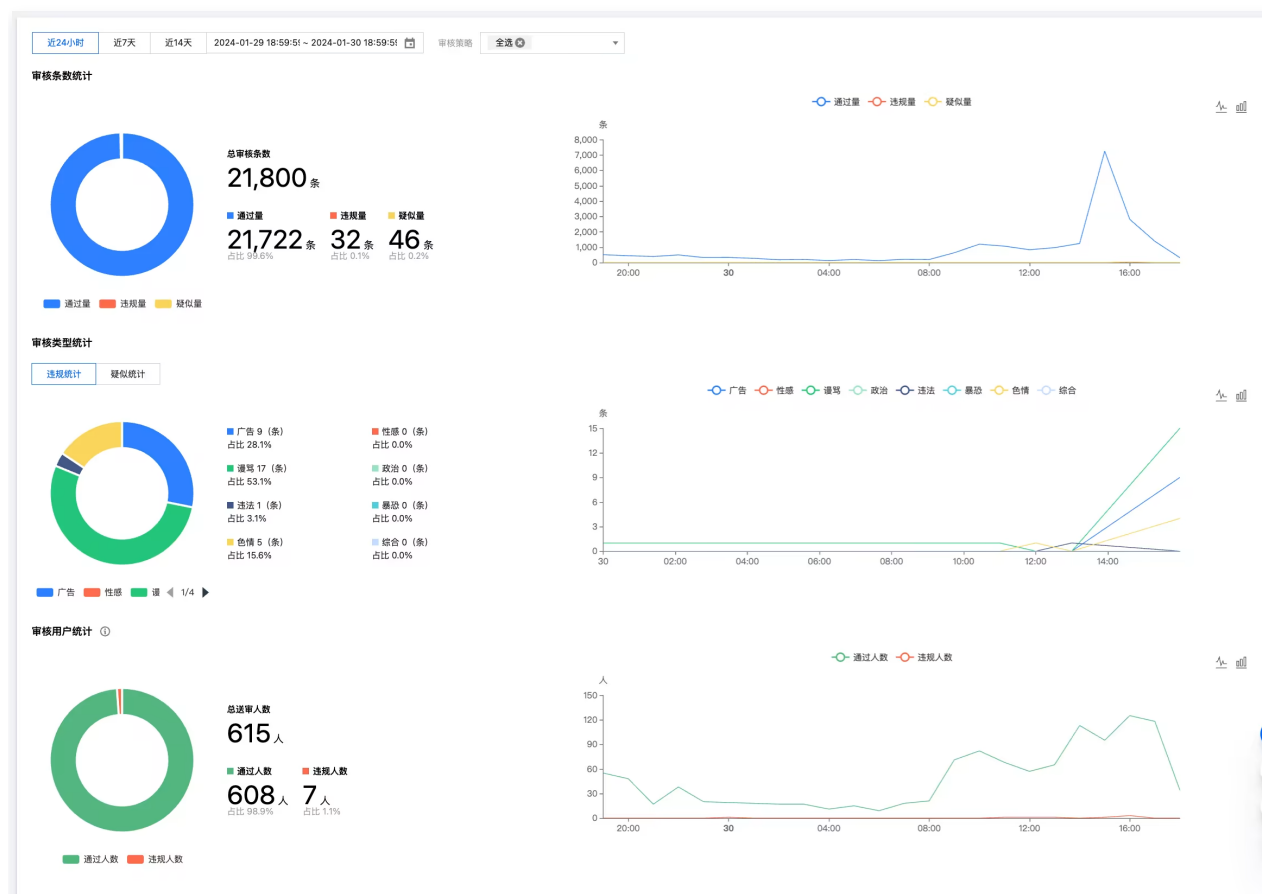 近24小时 近7天 近14天 2024-01-29 18:59:5 ~ 2024-01-30 18:59:5 审核策略 全选
审核条数统计
通过量 违规量 疑似量
条
总审核条数
21,800 条
通过量 违规量 疑似量
21,722 条 32 条 46 条
占比 99.6% 占比 0.1% 占比 0.2%
8,000
7,000
6,000
5,000
4,000
3,000
2,000
1,000
0
20:00 30 04:00 08:00 12:00 16:00
通过量 违规量 疑似量
审核类型统计
违规统计 疑似统计
广告 性感 谩骂 政治 违法 暴恐 色情 综合
条
广告 9（条） 性感 0（条）
占比 28.1% 占比 0.0%
谩骂 17（条） 政治 0（条）
占比 53.1% 占比 0.0%
违法 1（条） 暴恐 0（条）
占比 3.1% 占比 0.0%
色情 5（条） 综合 0（条）
占比 15.6% 占比 0.0%
15
12
9
6
3
0
30 02:00 04:00 06:00 08:00 10:00 12:00 14:00
广告 性感 谩 1/4
审核用户统计
通过人数 违规人数
人
总送审人数
615 人
通过人数 违规人数
608 人 7 人
占比 98.9% 占比 1.1%
150
120
90
60
30
0
20:00 30 04:00 08:00 12:00 16:00
通过人数 违规人数